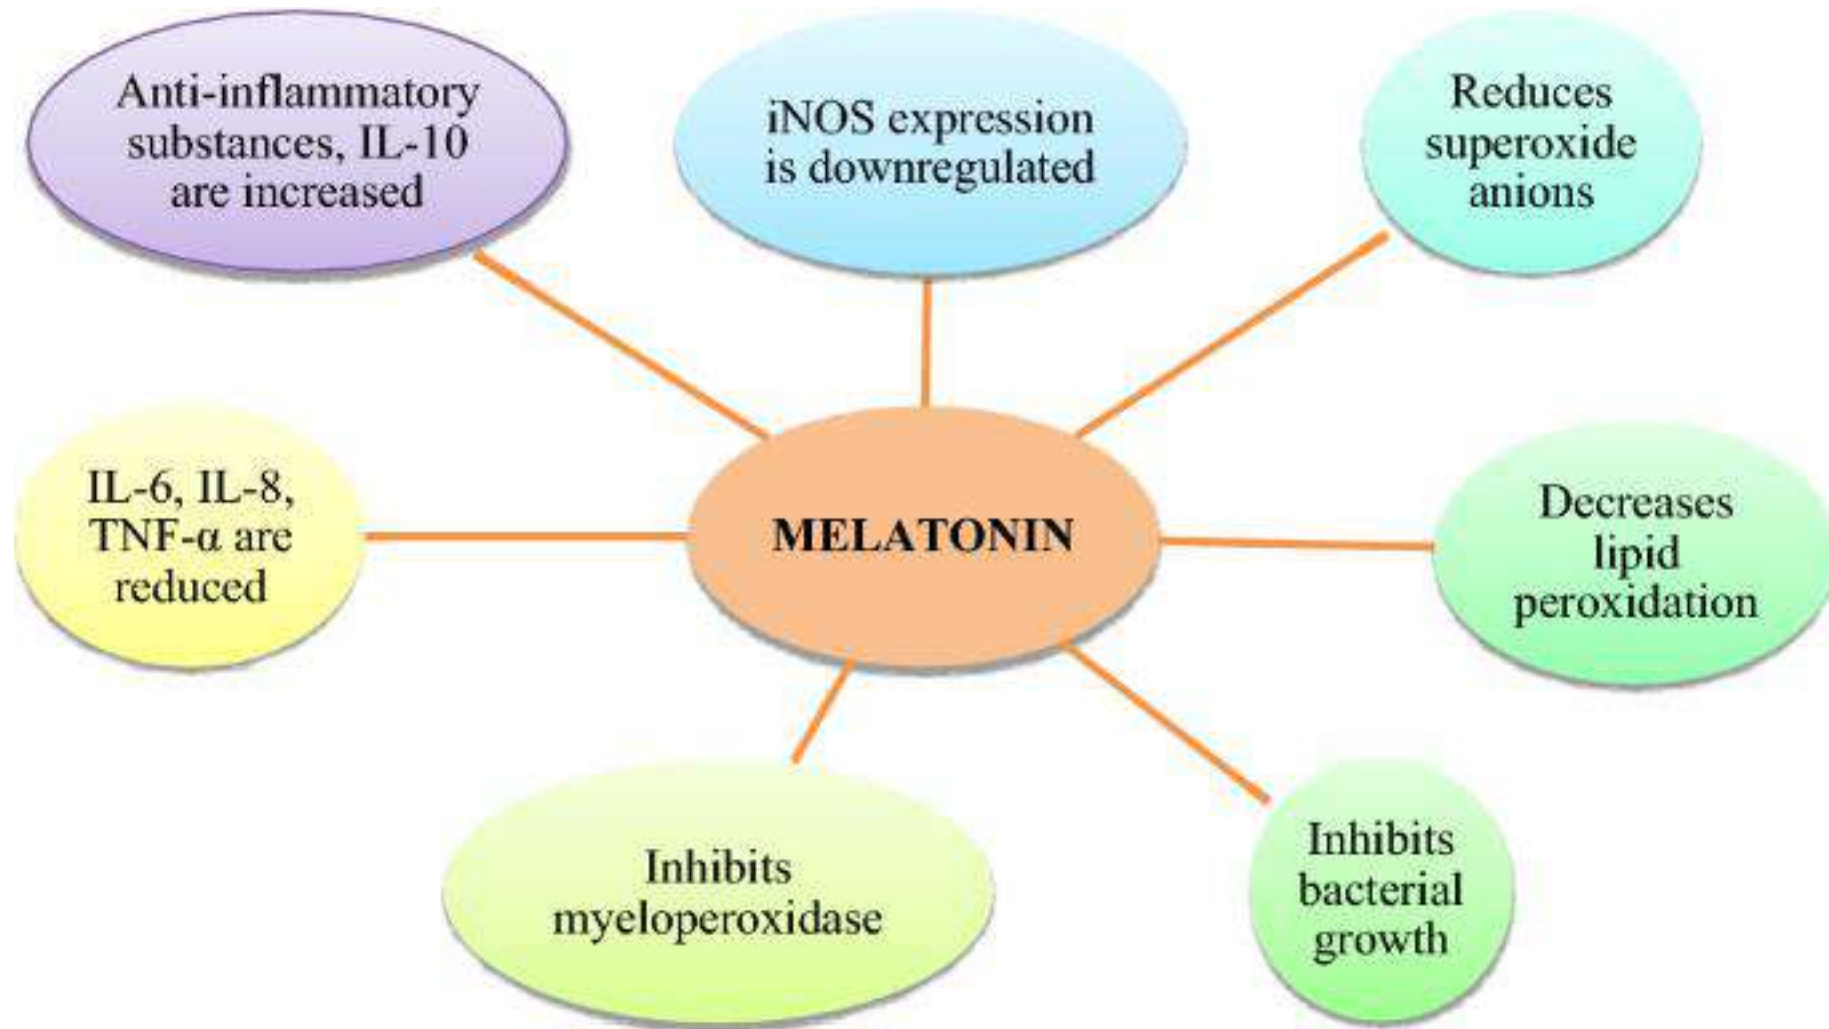 Anti-inflammatory
substances, IL-10
are increased
iNOS expression
is downregulated
Reduces
superoxide
anions
IL-6, IL-8,
TNF-α are
reduced
MELATONIN
Decreases
lipid
peroxidation
Inhibits
myeloperoxidase
Inhibits
bacterial
growth